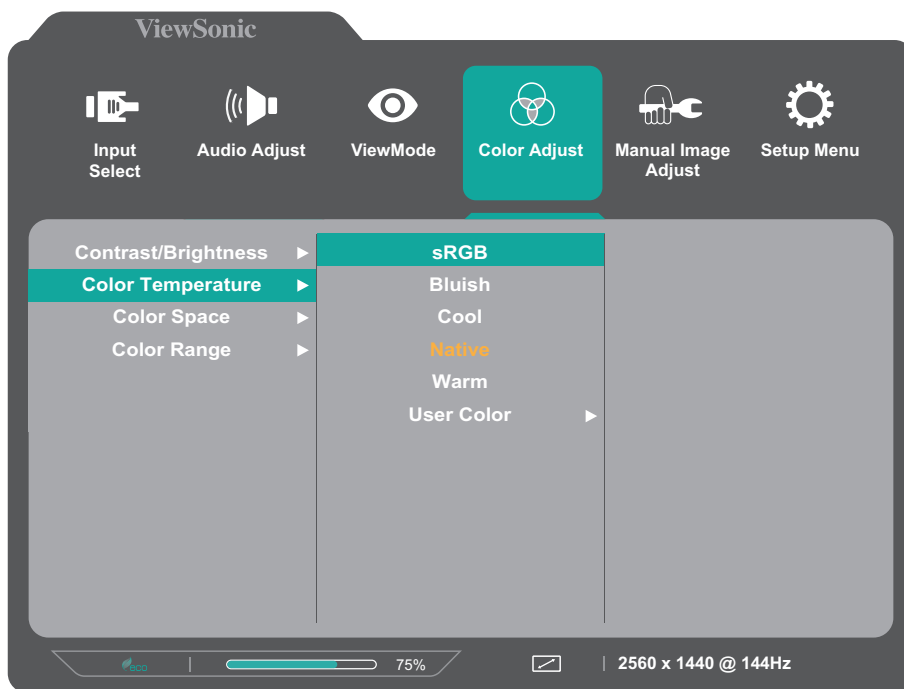 ViewSonic
Input Select
Audio Adjust
ViewMode
Color Adjust
Manual Image Adjust
Setup Menu
Contrast/Brightness
Color Temperature
Color Space
Color Range
sRGB
Bluish
Cool
Native
Warm
User Color
eco
75%
2560 x 1440 @ 144Hz